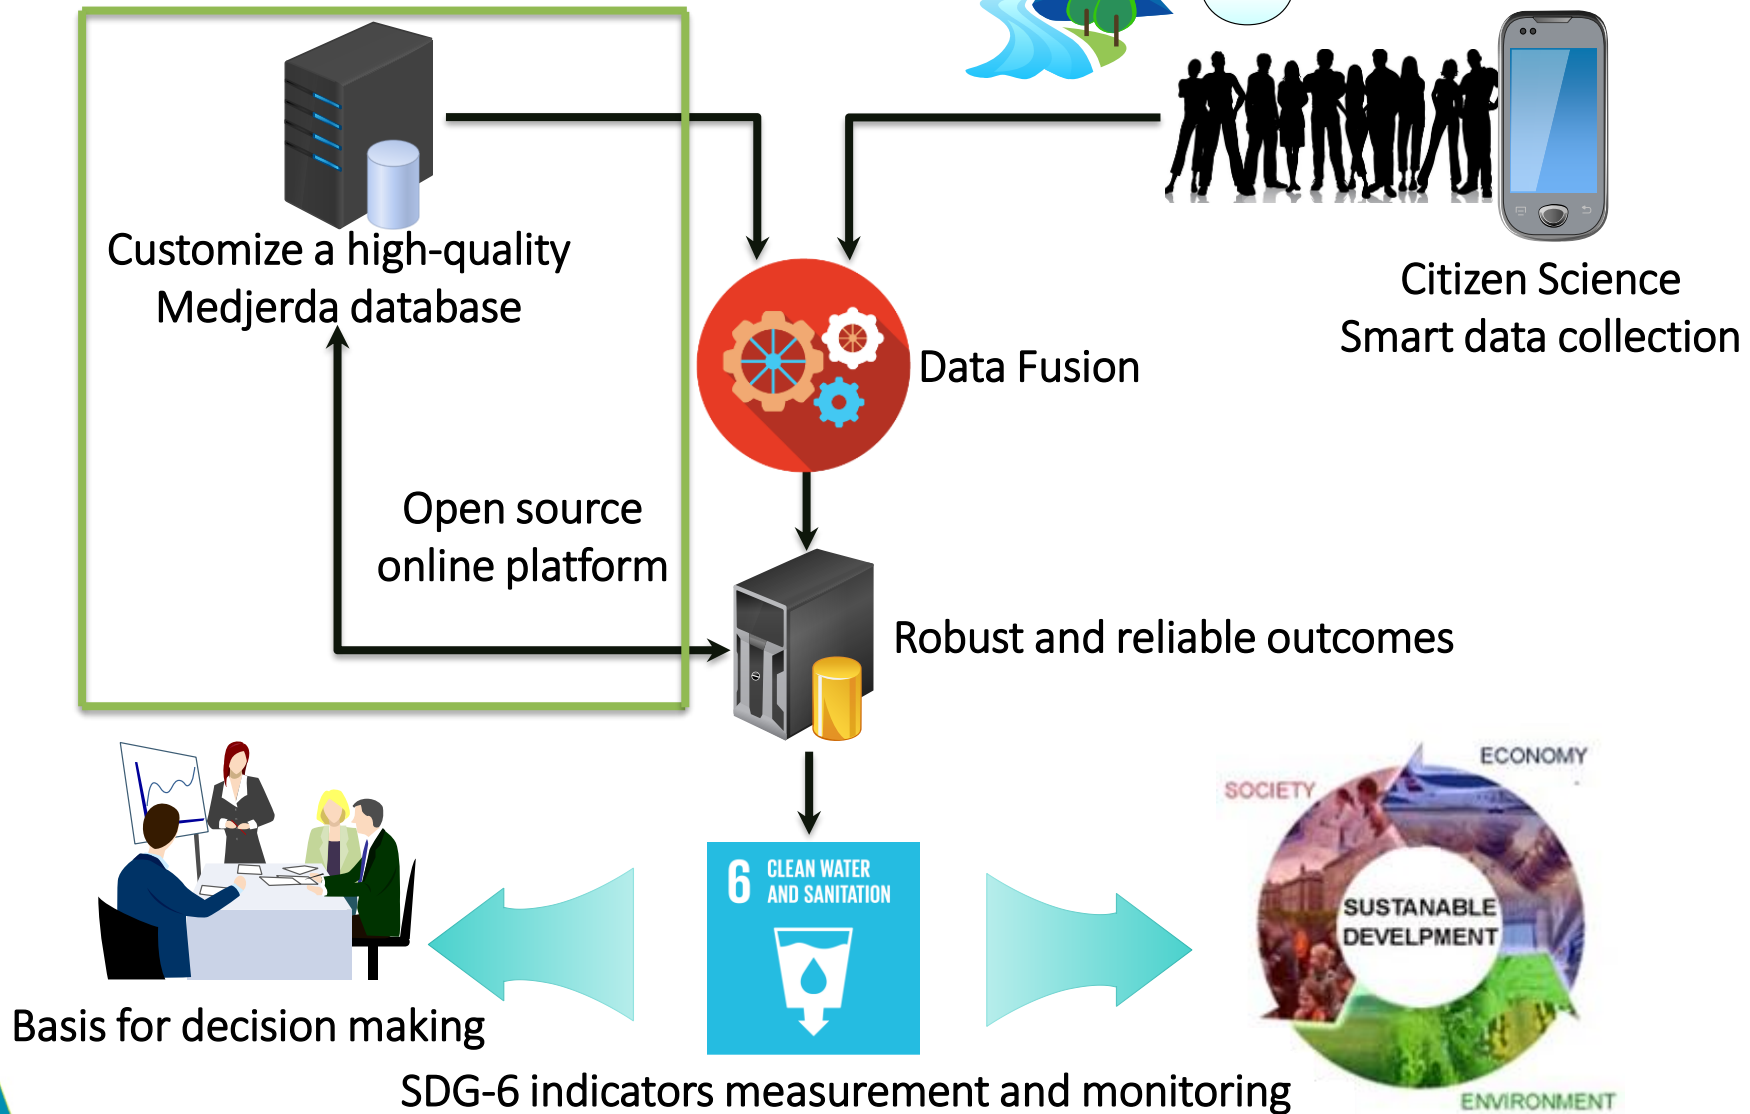 Customize a high-quality
Medjerda database
Citizen Science
Smart data collection
Data Fusion
Open source
online platform
Robust and reliable outcomes
ECONOMY
SOCIETY
6 CLEAN WATER
AND SANITATION
SUSTANABLE
DEVELPMENT
Basis for decision making
SDG-6 indicators measurement and monitoring
ENVIRONMENT